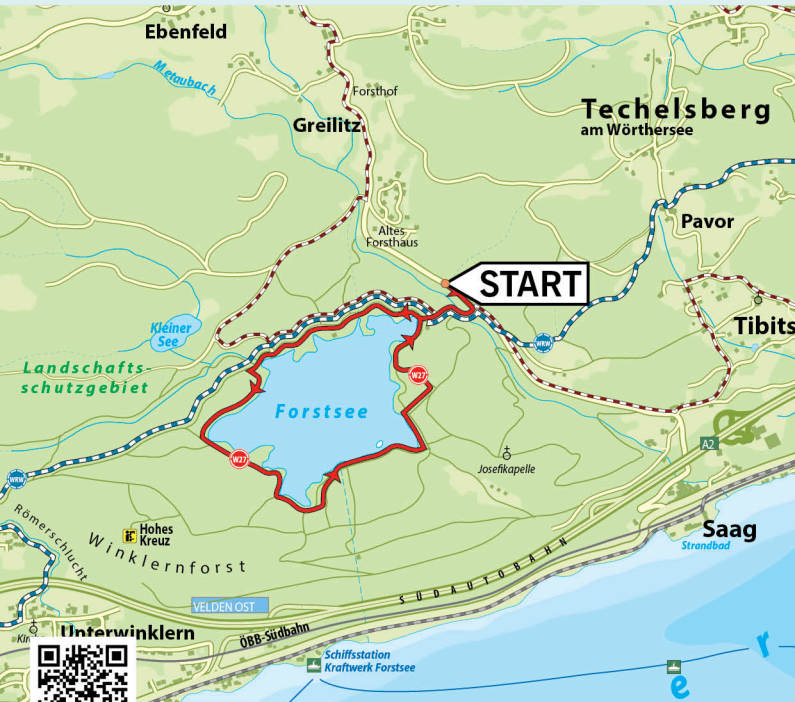 Ebenfeld
Metaubach
Forsthof
Greilitz
Techelsberg
am Wörthersee
Pavor
Altes
Forsthaus
START
Kleiner
See
WRW
Tibits
Landschafts-
schutzgebiet
W27
Forstsee
A2
W27
Josefikapelle
WRW
Römerschlucht
Hohes
Kreuz
Winklernforst
Saag
Strandbad
SÜDAUTOBAHN
VELDEN OST
Unterwinklern
ÖBB-Südbahn
Schiffsstation
Kraftwerk Forstsee
e r